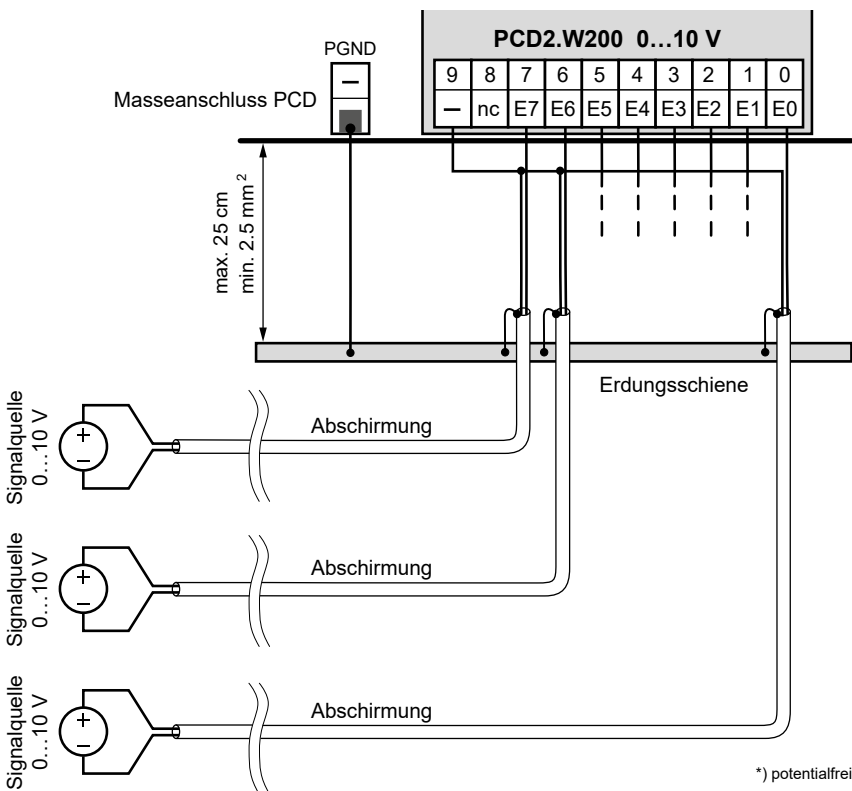 PCD2.W200 0…10 V
PGND
–
Masseanschluss PCD
9 8 7 6 5 4 3 2 1 0
– nc E7 E6 E5 E4 E3 E2 E1 E0
max. 25 cm
min. 2.5 mm²
Erdungsschiene
Signalquelle
0…10 V
+
–
Abschirmung
Signalquelle
0…10 V
+
–
Abschirmung
Signalquelle
0…10 V
+
–
Abschirmung
*) potentialfrei